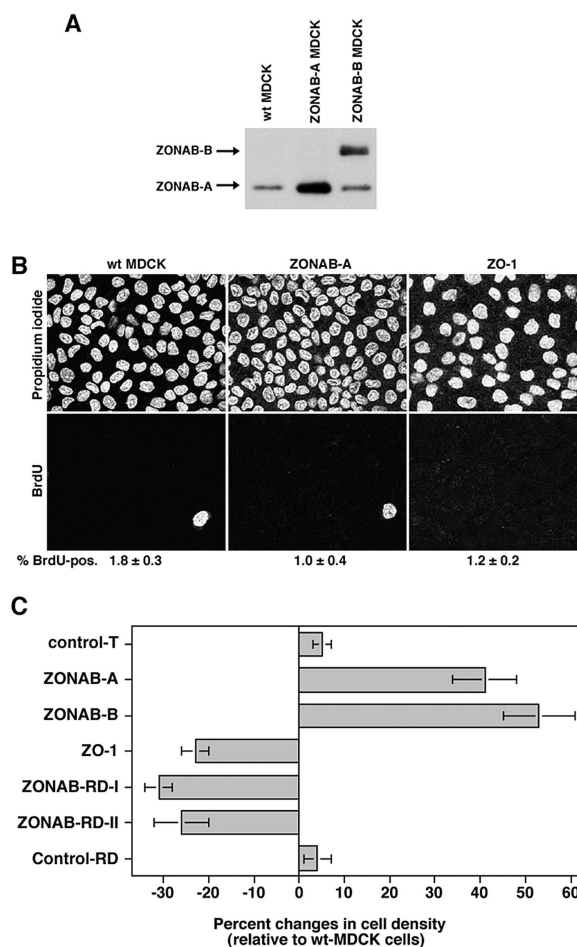 A
wt MDCK
ZONAB-A MDCK
ZONAB-B MDCK
ZONAB-B
ZONAB-A
B
wt MDCK ZONAB-A ZO-1
Propidium iodide
BrdU
% BrdU-pos. 1.8 ± 0.3 1.0 ± 0.4 1.2 ± 0.2
C
control-T
ZONAB-A
ZONAB-B
ZO-1
ZONAB-RD-I
ZONAB-RD-II
Control-RD
-30 -20 -10 0 10 20 30 40 50 60
Percent changes in cell density
(relative to wt-MDCK cells)